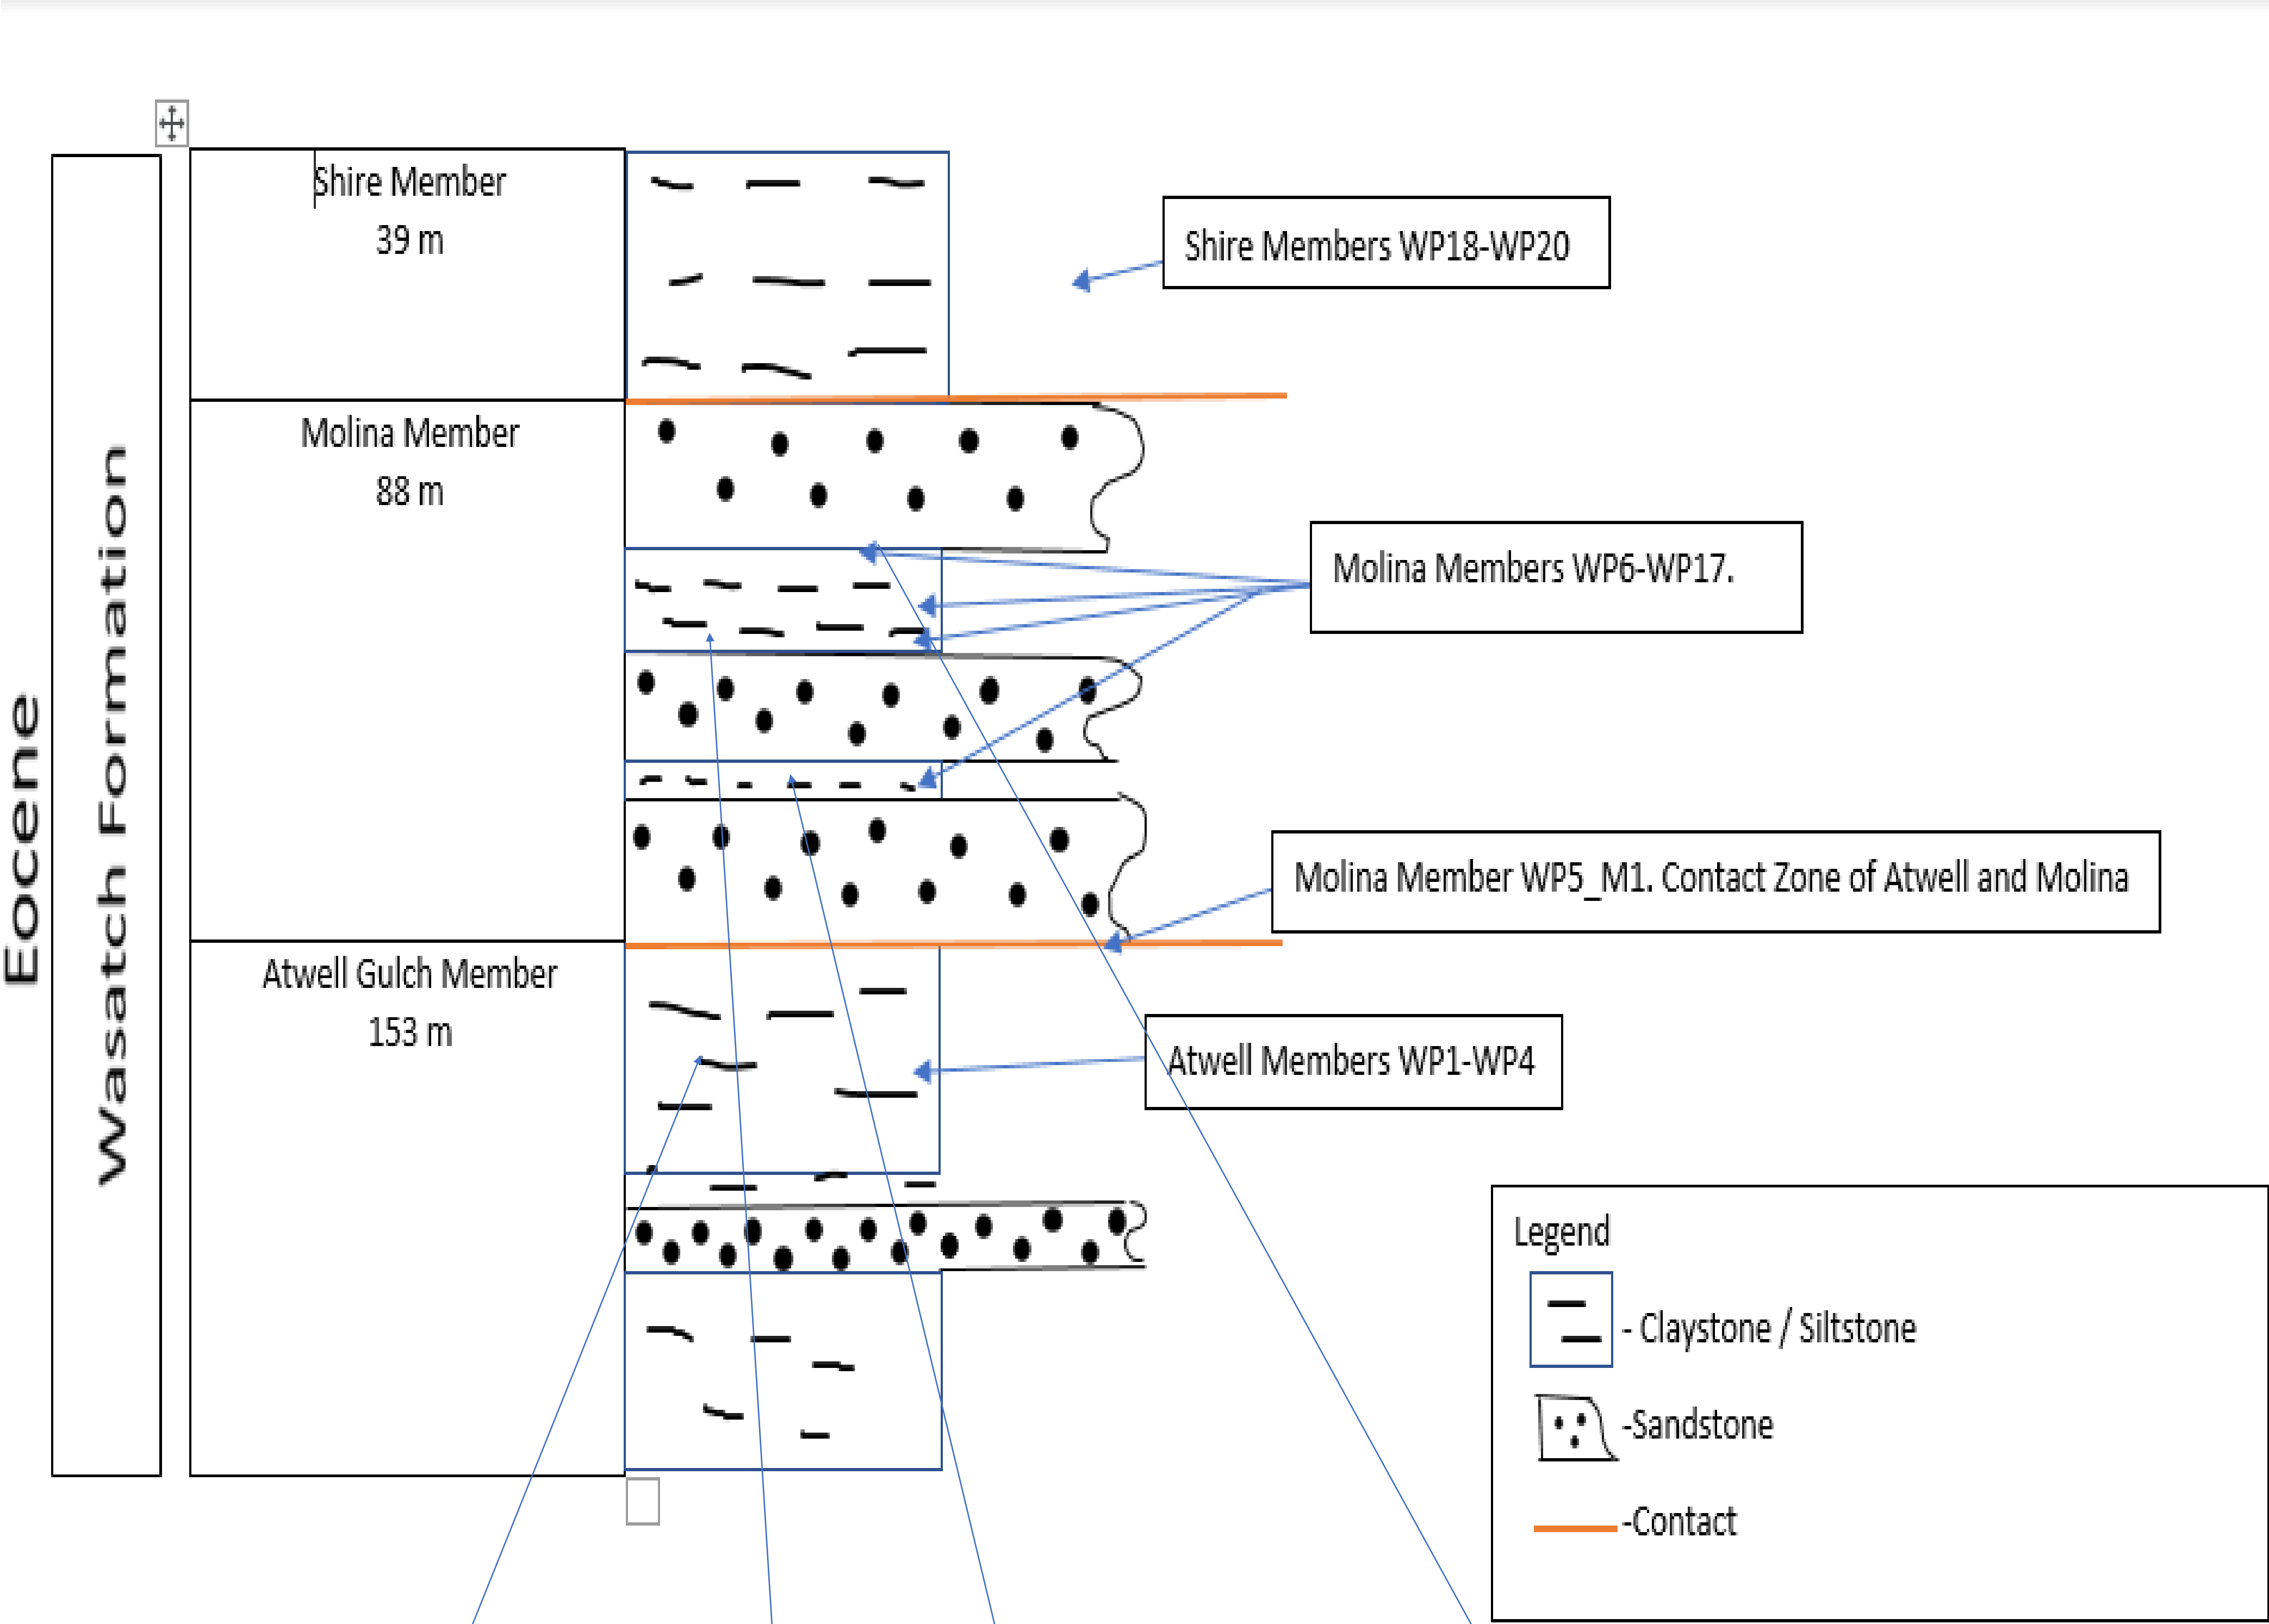 Eocene
Wasatch Formation
Shire Member
39 m
Shire Members WP18-WP20
Molina Member
88 m
Molina Members WP6-WP17.
Molina Member WP5_M1. Contact Zone of Atwell and Molina
Atwell Gulch Member
153 m
Atwell Members WP1-WP4
Legend
- Claystone / Siltstone
-Sandstone
-Contact